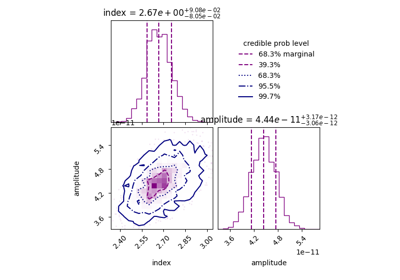 index = 2.67e+00+9.08e−02−8.05e−02
credible prob level
68.3% marginal
39.3%
68.3%
95.5%
99.7%
1e−11
amplitude = 4.44e−11+3.17e−12−3.06e−12
amplitude
5.4
4.8
4.2
3.6
2.40 2.55 2.70 2.85 3.00
3.6 4.2 4.8 5.4
1e−11
index
amplitude